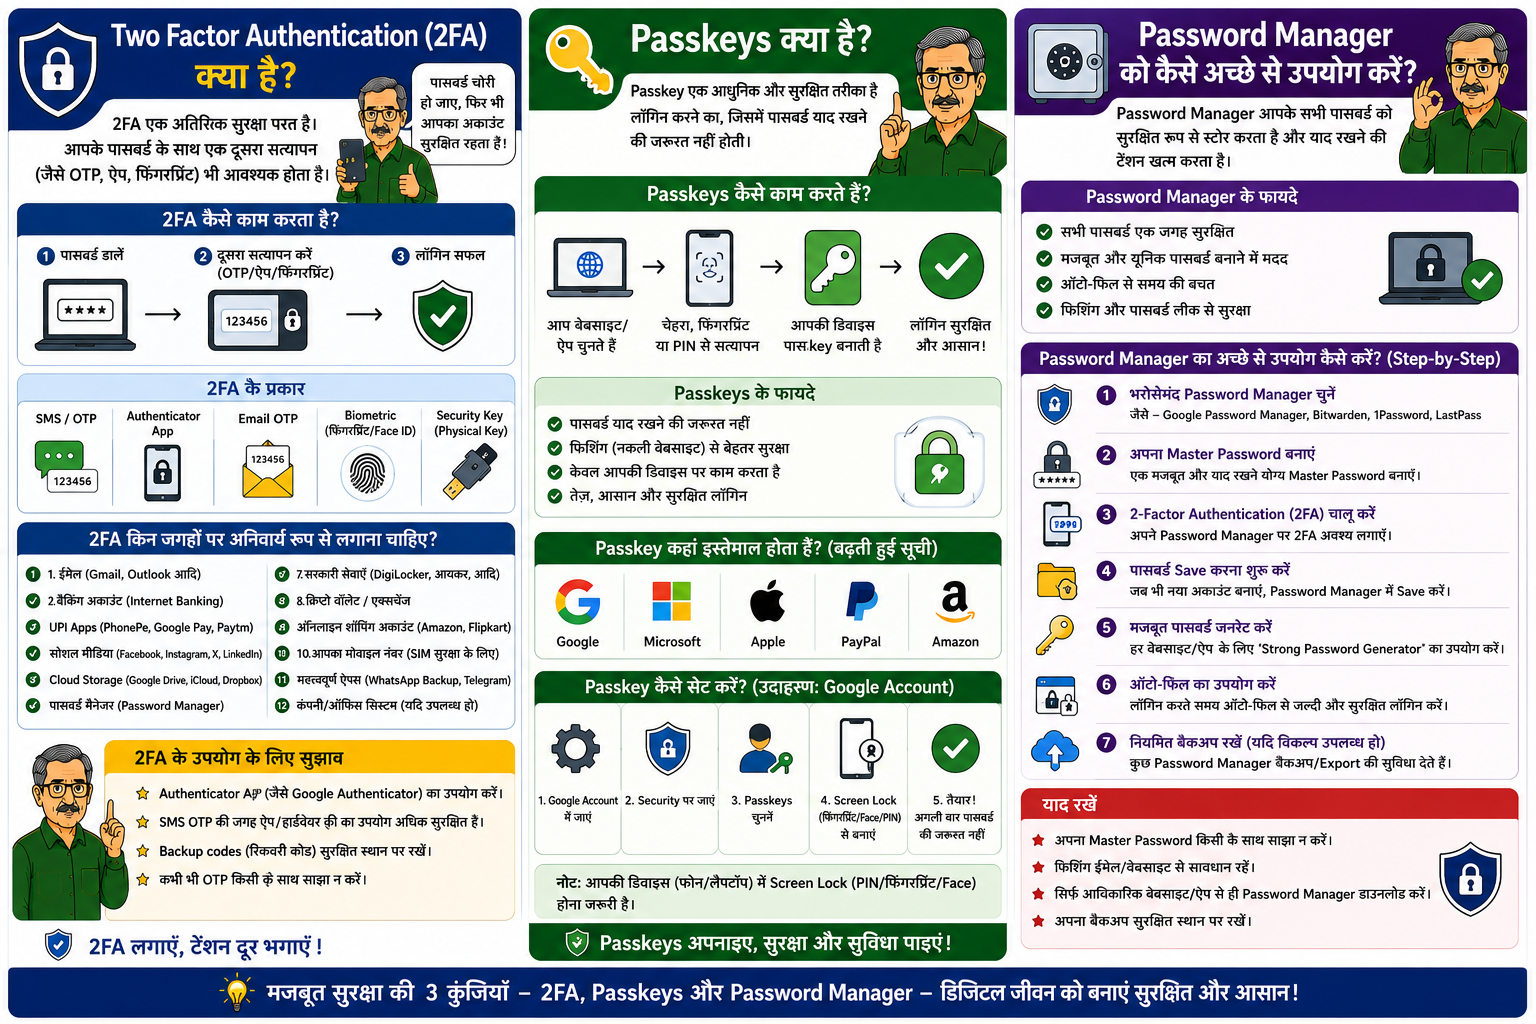 Two Factor Authentication (2FA)
क्या है?
पासबर्ड चोरी
हो जाए, फिर भी
आपका अकाउंट
सुरक्षित रहता हैं!
2FA एक अतिरिक्त सुरक्षा परत है।
आपके पासबर्ड के साथ एक दूसरा सत्यापन
(जैसे OTP, ऐप, फिंगरप्रिंट) भी आवश्यक होता है।
2FA कैसे काम करता है?
1 पासबर्ड डालें
2 दूसरा सत्यापन करें
(OTP/ऐप/फिंगरप्रिंट)
3 लॉगिन सफल
****
123456
2FA के प्रकार
SMS / OTP
Authenticator
App
Email OTP
Biometric
(फिंगरप्रिंट/Face ID)
Security Key
(Physical Key)
123456
123456
2FA किन जगहों पर अनिवार्य रूप से लगाना चाहिए?
1 1. ईमेल (Gmail, Outlook आदि)
2.बैंकिंग अकाउंट (Internet Banking)
UPI Apps (PhonePe, Google Pay, Paytm)
सोशल मीडिया (Facebook, Instagram, X, LinkedIn)
Cloud Storage (Google Drive, iCloud, Dropbox)
पासवर्ड मैनेजर (Password Manager)
7.सरकारी सेवाएँ (DigiLocker, आयकर, आदि)
8.क्रिप्टो वॉलेट / एक्सचेंज
ऑनलाइन शॉपिंग अकाउंट (Amazon, Flipkart)
10.आपका मोबाइल नंबर (SIM सुरक्षा के लिए)
11 महत्त्वपूर्ण ऐपस (WhatsApp Backup, Telegram)
12 कंपनी/ऑफिस सिस्टम (यदि उपलब्ध हो)
2FA के उपयोग के लिए सुझाव
Authenticator App (जैसे Google Authenticator) का उपयोग करें।
SMS OTP की जगह ऐप/हार्डवेयर की का उपयोग अधिक सुरक्षित हैं।
Backup codes (रिकवरी कोड) सुरक्षित स्थान पर रखें।
कभी भी OTP किसी के साथ साझा न करें।
2FA लगाएँ, टेंशन दूर भगाएँ !
Passkeys क्या है?
Passkey एक आधुनिक और सुरक्षित तरीका है
लॉगिन करने का, जिसमें पासबर्ड याद रखने
की जरूरत नहीं होती।
Passkeys कैसे काम करते हैं?
आप बेबसाइट/
ऐप चुनते हैं
चेहरा, फिंगरप्रिंट
या PIN से सत्यापन
आपकी डिवाइस
पास.key बनाती है
लॉगिन सुरक्षित
और आसान!
Passkeys के फायदे
पासबर्ड याद रखने की जरूरत नहीं
फिशिंग (नकली वेबसाइट) से बेहतर सुरक्षा
केवल आपकी डिवाइस पर काम करता है
तेज़, आसान और सुरक्षित लॉगिन
Passkey कहां इस्तेमाल होता हैं? (बढ़ती हुई सूची)
Google
Microsoft
Apple
PayPal
Amazon
Passkey कैसे सेट करें? (उदाहरण: Google Account)
1. Google Account
में जाएं
2. Security पर जाएं
3. Passkeys
चुनें
4. Screen Lock
(फिंगरप्रिंट/Face/PIN)
से बनाएं
5. तैयार!
अगली बार पासबर्ड
की जरूरत नहीं
नोट: आपकी डिवाइस (फोन/लैपटॉप) में Screen Lock (PIN/फिंगरप्रिंट/Face)
होना जरूरी है।
Passkeys अपनाइए, सुरक्षा और सुविधा पाइएं!
Password Manager
को कैसे अच्छे से उपयोग करें?
Password Manager आपके सभी पासबर्ड को
सुरक्षित रूप से स्टोर करता है और याद रखने की
टेंशन खत्म करता है।
Password Manager के फायदे
सभी पासबर्ड एक जगह सुरक्षित
मजबूत और यूनिक पासबर्ड बनाने में मदद
ऑटो-फिल से समय की बचत
फिशिंग और पासबर्ड लीक से सुरक्षा
Password Manager का अच्छे से उपयोग कैसे करें? (Step-by-Step)
1 भरोसेमंद Password Manager चुनें
जैसे – Google Password Manager, Bitwarden, 1Password, LastPass
2 अपना Master Password बनाएं
एक मजबूत और याद रखने योग्य Master Password बनाएँ।
*****
3 2-Factor Authentication (2FA) चालू करें
अपने Password Manager पर 2FA अवश्य लगाएँ।
4 पासबर्ड Save करना शुरू करें
जब भी नया अकाउंट बनाएं, Password Manager में Save करें।
5 मजबूत पासबर्ड जनरेट करें
हर वेबसाइट/ऐप के लिए "Strong Password Generator" का उपयोग करें।
6 ऑटो-फिल का उपयोग करें
लॉगिन करते समय ऑटो-फिल से जल्दी और सुरक्षित लॉगिन करें।
7 नियमित बैकअप रखें (यदि विकल्प उपलब्ध हो)
कुछ Password Manager बैकअप/Export की सुविधा देते हैं।
याद रखें
अपना Master Password किसी के साथ साझा न करें।
फिशिंग ईमेल/वेबसाइट से सावधान रहें।
सिर्फ आधिकारिक बेबसाइट/ऐप से ही Password Manager डाउनलोड करें।
अपना बैकअप सुरक्षित स्थान पर रखें।
मजबूत सुरक्षा की 3 कुंजियाँ – 2FA, Passkeys और Password Manager – डिजिटल जीवन को बनाएं सुरक्षित और आसान!